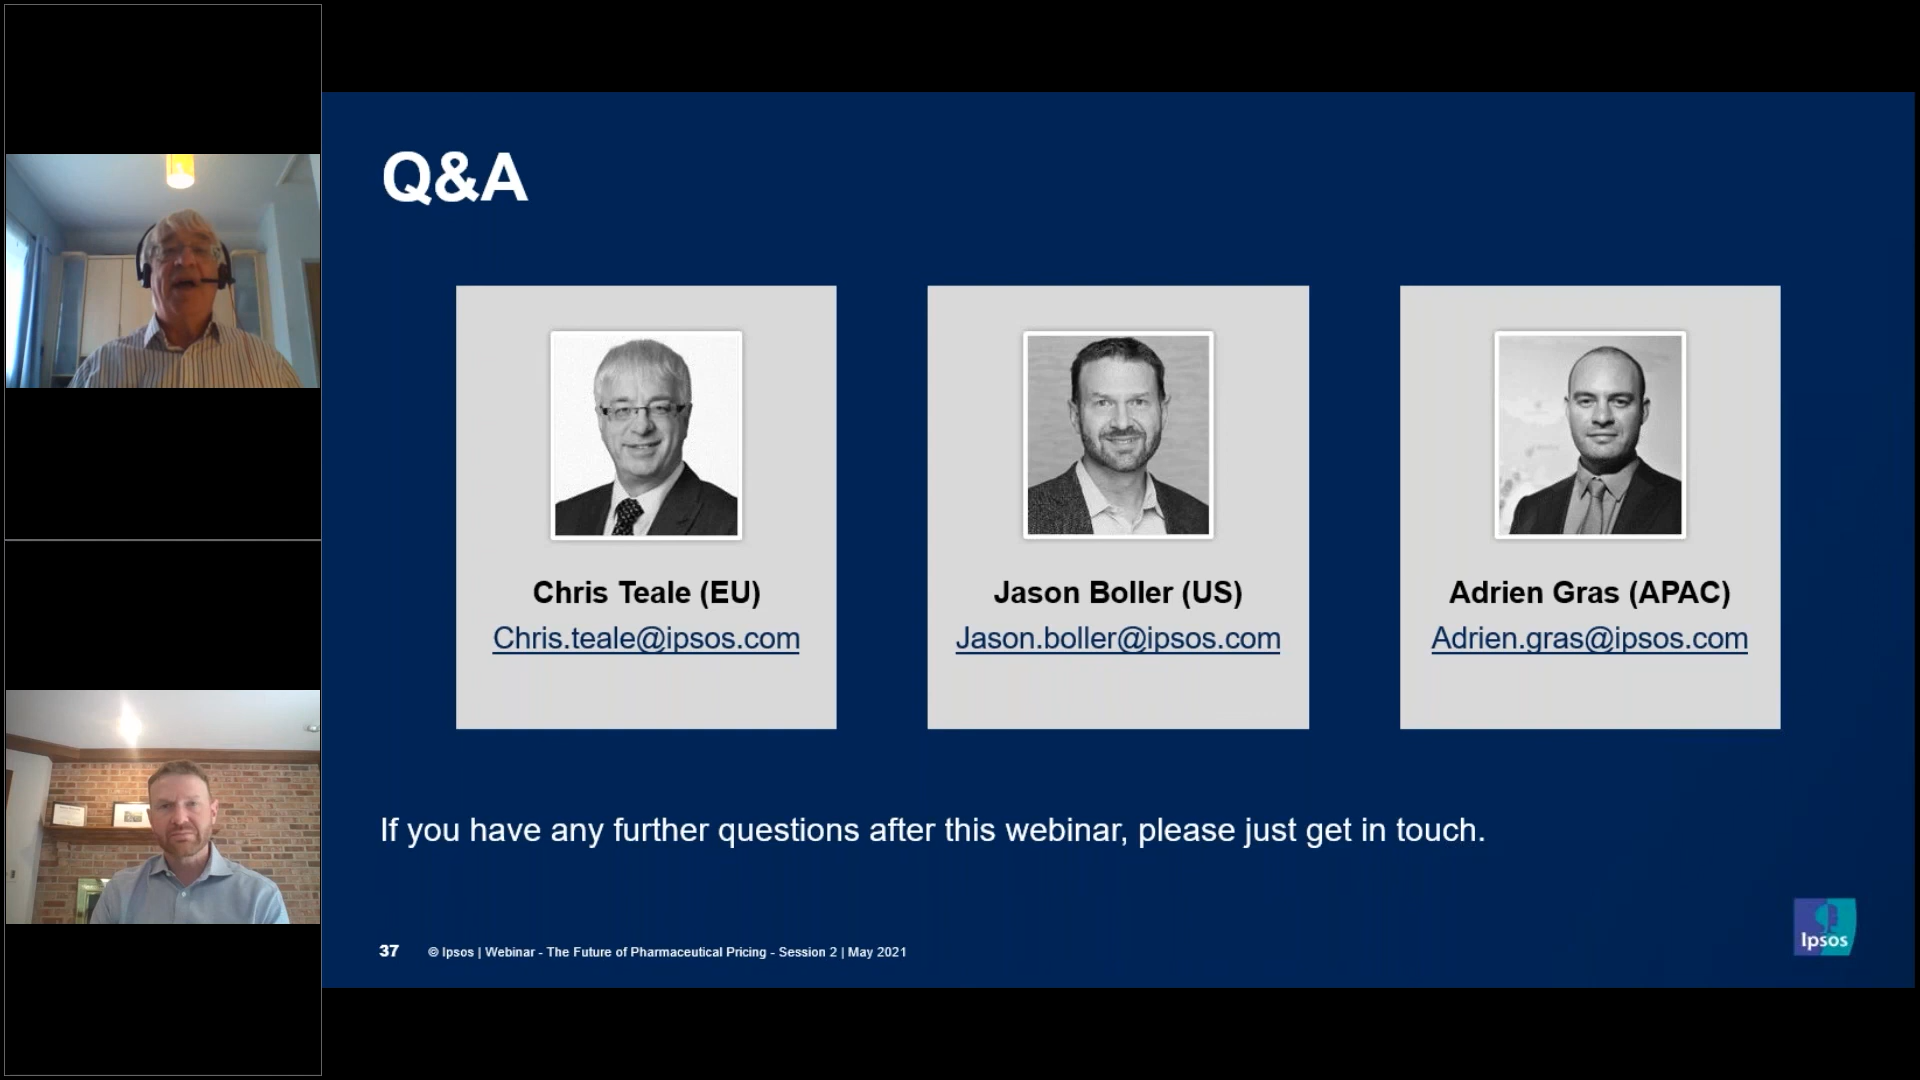 Q&A
Chris Teale (EU)
Chris.teale@ipsos.com
Jason Boller (US)
Jason.boller@ipsos.com
Adrien Gras (APAC)
Adrien.gras@ipsos.com
If you have any further questions after this webinar, please just get in touch.
37 © Ipsos | Webinar - The Future of Pharmaceutical Pricing - Session 2 | May 2021
Ipsos